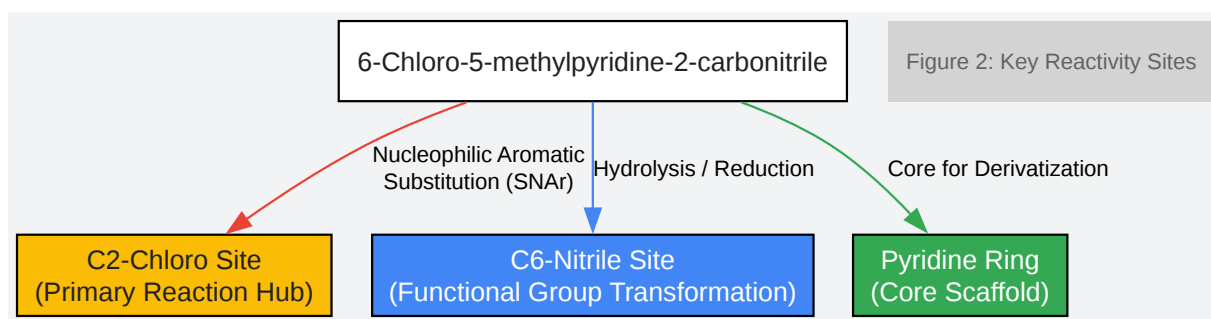 6-Chloro-5-methylpyridine-2-carbonitrile
Figure 2: Key Reactivity Sites
Nucleophilic Aromatic
Substitution (SNAr)
Hydrolysis / Reduction
Core for Derivatization
C2-Chloro Site
(Primary Reaction Hub)
C6-Nitrile Site
(Functional Group Transformation)
Pyridine Ring
(Core Scaffold)